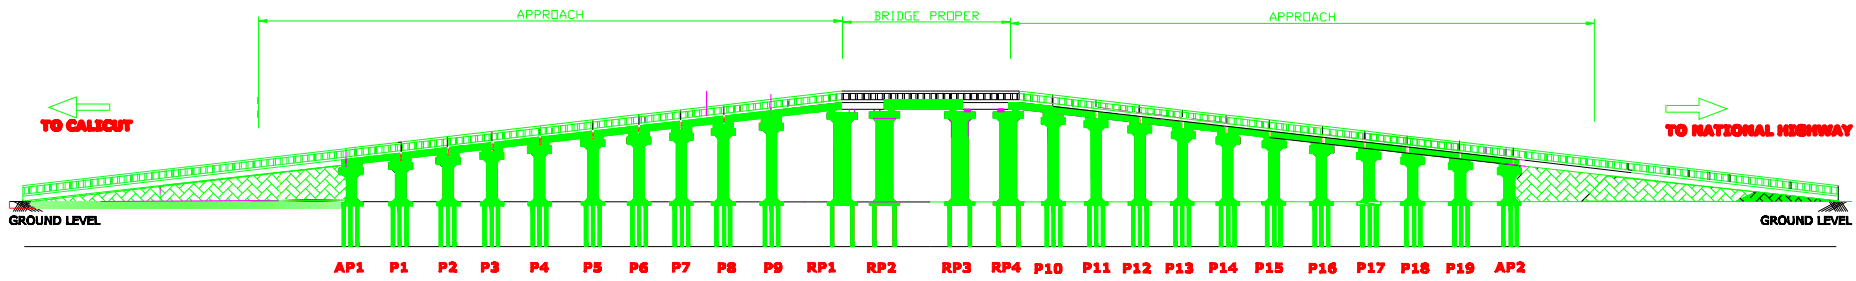 APPROACH BRIDGE PROPER APPROACH
TO CALICUT
TO NATIONAL HIGHWAY
GROUND LEVEL GROUND LEVEL
AP1 P1 P2 P3 P4 P5 P6 P7 P8 P9 RP1 RP2 RP3 RP4 P10 P11 P12 P13 P14 P15 P16 P17 P18 P19 AP2